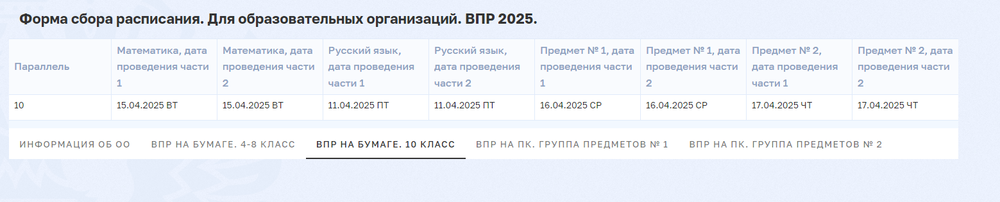 Форма сбора расписания. Для образовательных организаций. ВПР 2025.
Параллель
Математика, дата
проведения части
1
Математика, дата
проведения части
2
Русский язык,
дата проведения
части 1
Русский язык,
дата проведения
части 2
Предмет № 1, дата
проведения части
1
Предмет № 1, дата
проведения части
2
Предмет № 2,
дата проведения
части 1
Предмет № 2, дата
проведения части
2
10 15.04.2025 ВТ 15.04.2025 ВТ 11.04.2025 ПТ 11.04.2025 ПТ 16.04.2025 СР 16.04.2025 СР 17.04.2025 ЧТ 17.04.2025 ЧТ
ИНФОРМАЦИЯ ОБ ОО ВПР НА БУМАГЕ. 4-8 КЛАСС ВПР НА БУМАГЕ. 10 КЛАСС ВПР НА ПК. ГРУППА ПРЕДМЕТОВ № 1 ВПР НА ПК. ГРУППА ПРЕДМЕТОВ № 2